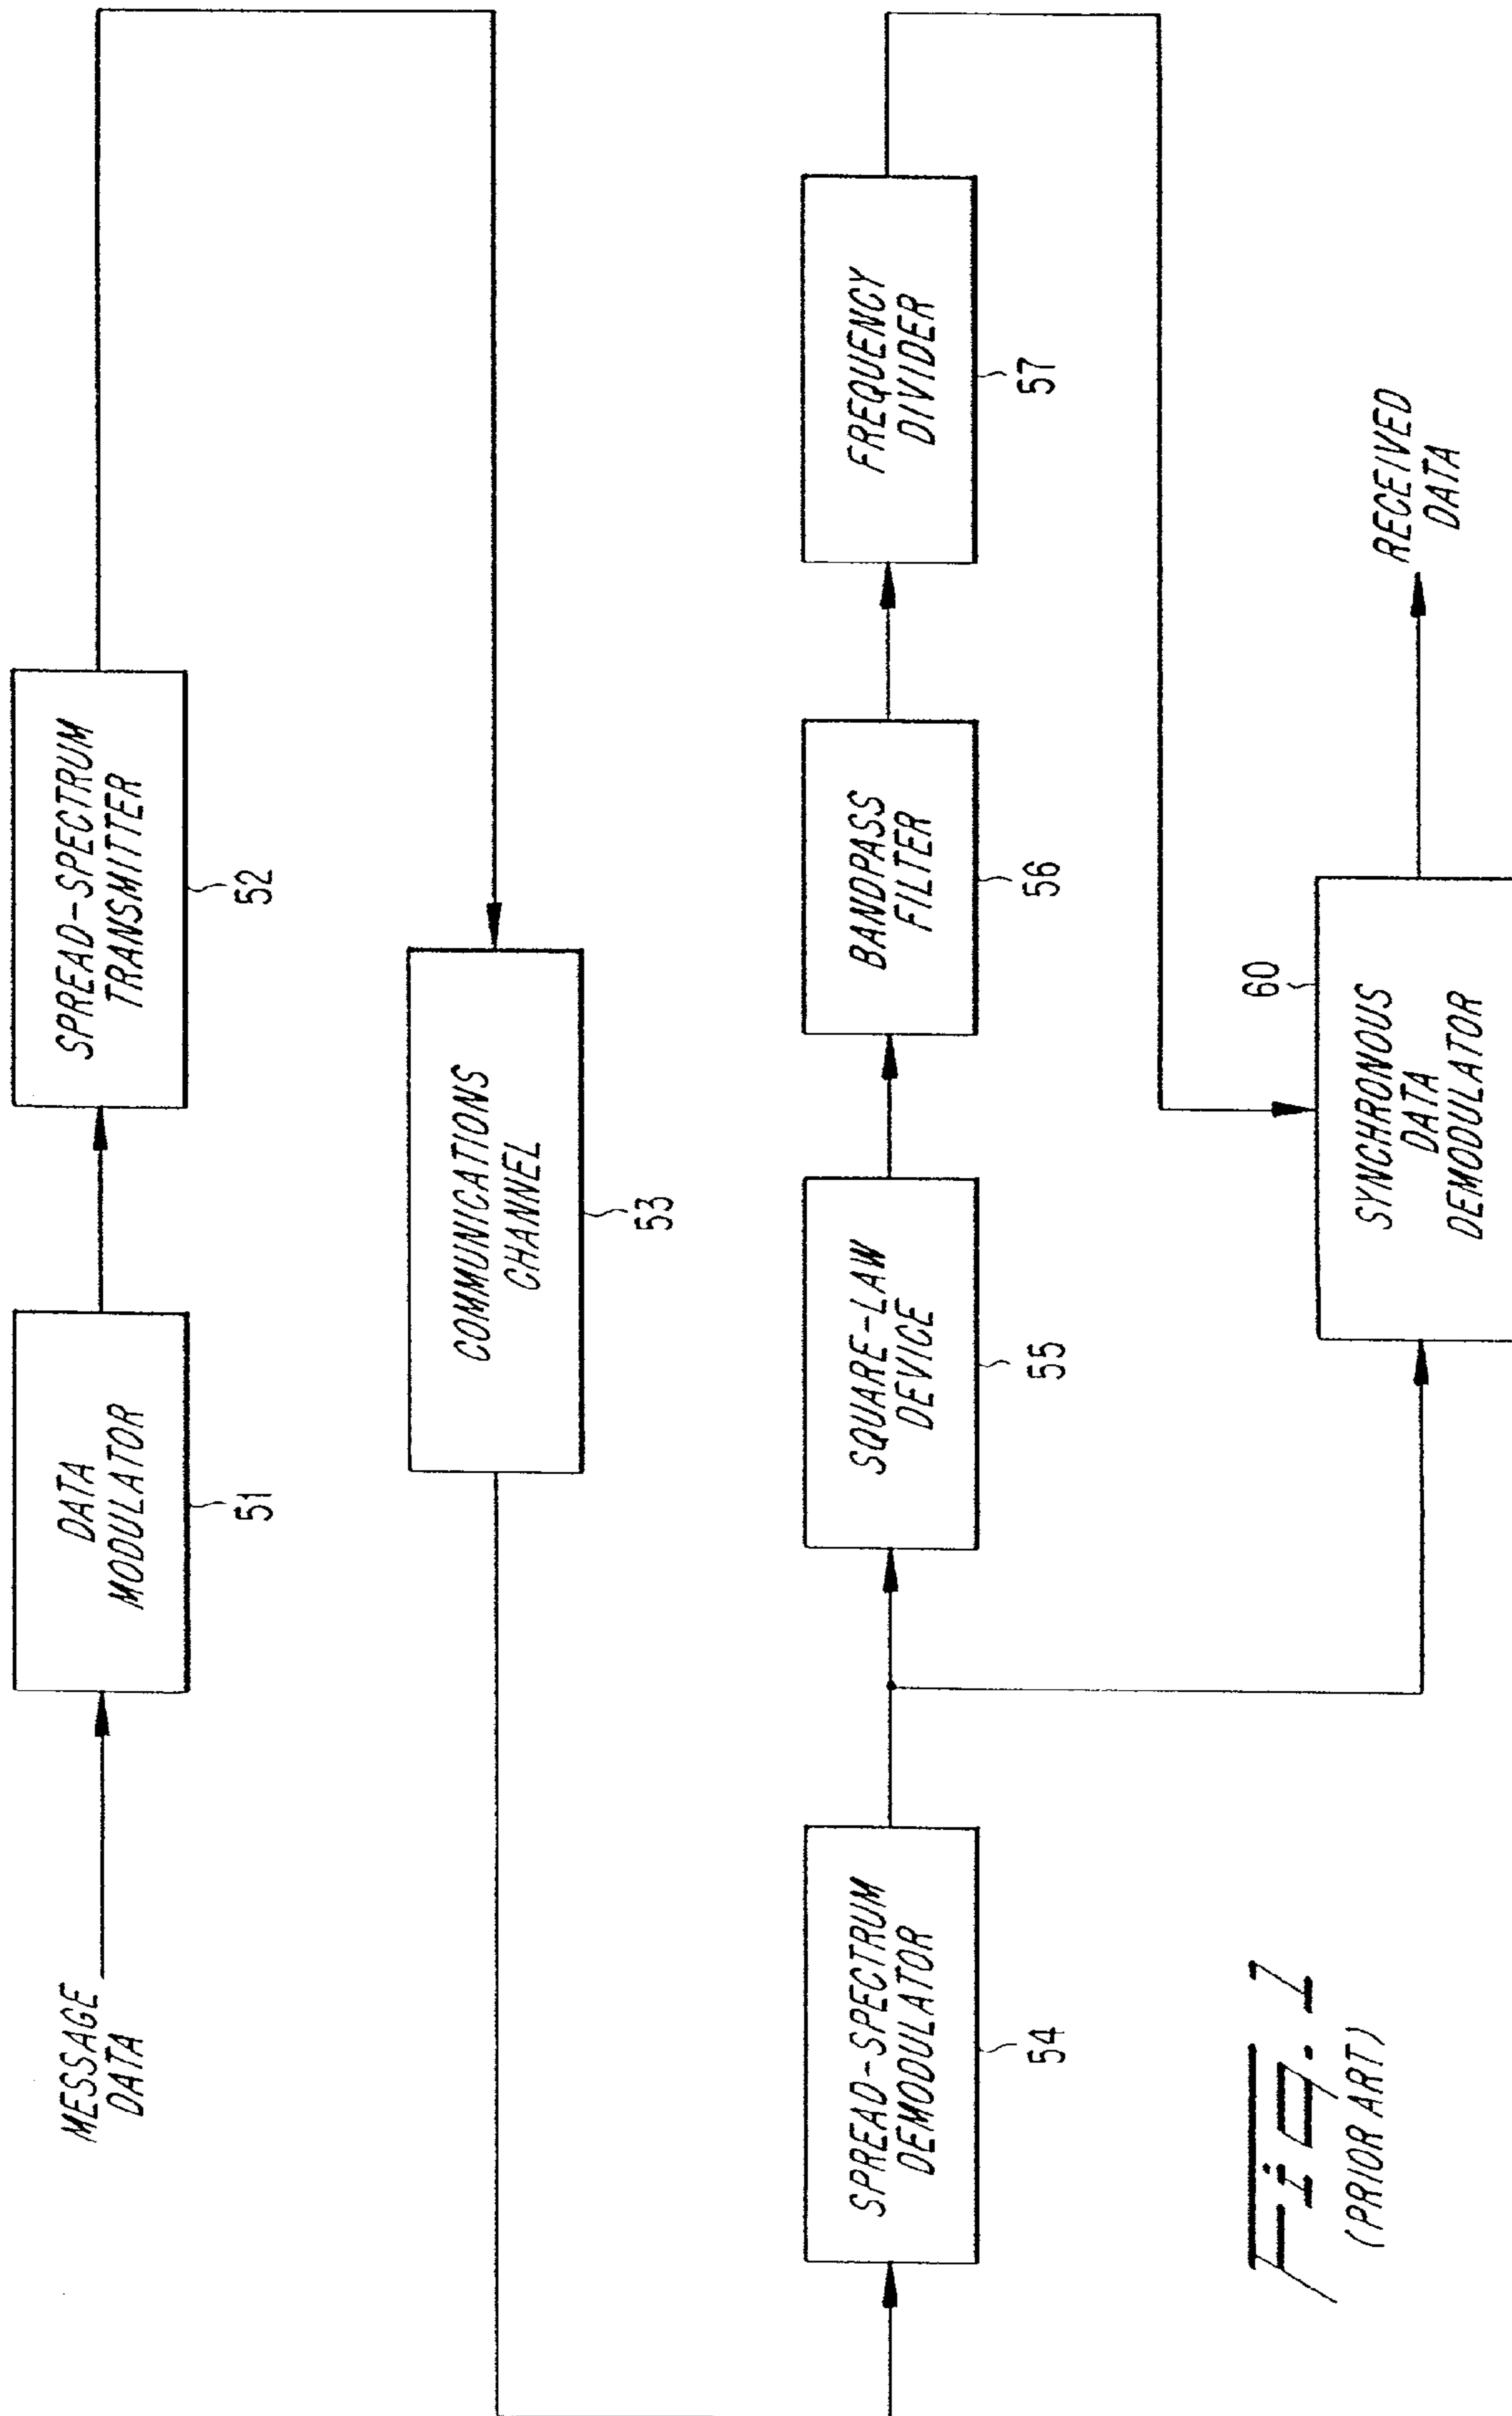 MESSAGE
DATA
DATA
MODULATOR
51
SPREAD-SPECTRUM
TRANSMITTER
52
COMMUNICATIONS
CHANNEL
53
SPREAD-SPECTRUM
DEMODULATOR
54
SQUARE-LAW
DEVICE
55
BANDPASS
FILTER
56
FREQUENCY
DIVIDER
57
60
SYNCHRONOUS
DATA
DEMODULATOR
RECEIVED
DATA
Fig. 1
(PRIOR ART)